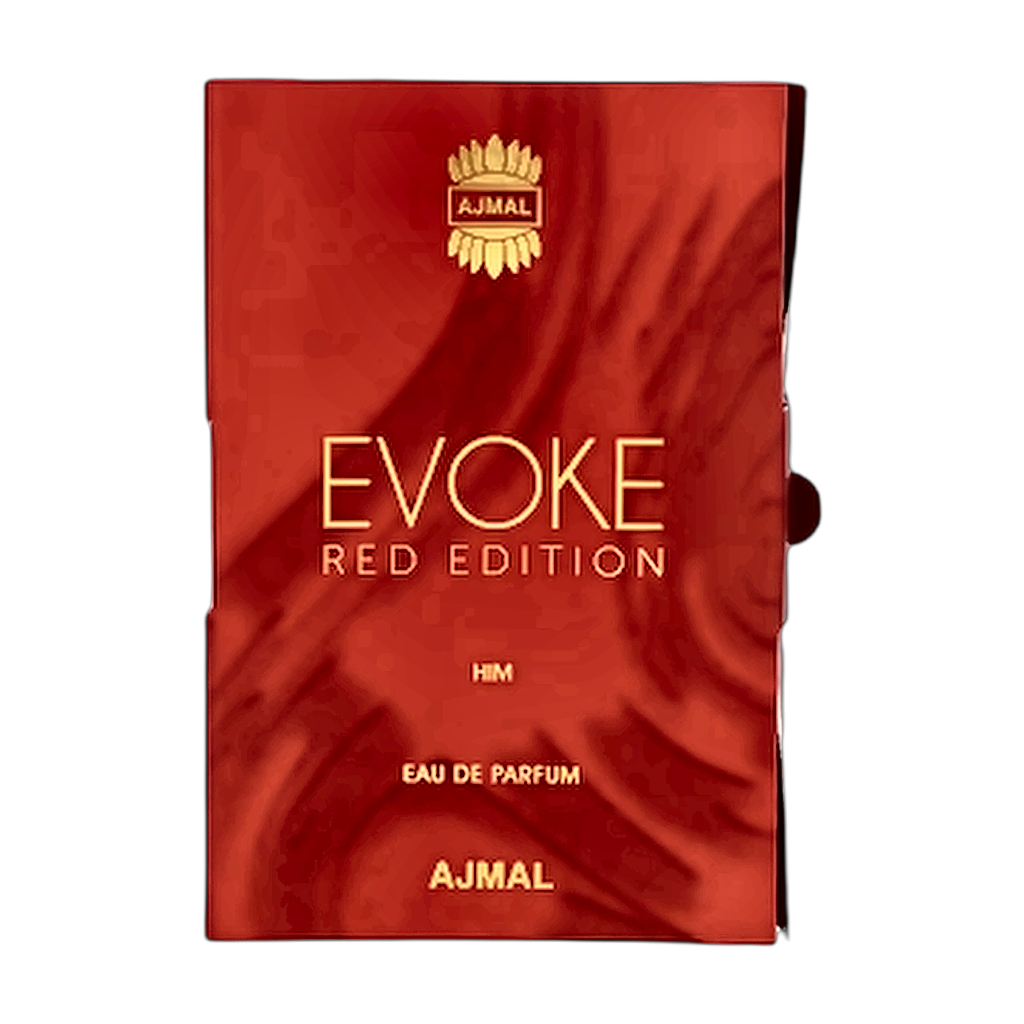 AJMAL
EVOKE
RED EDITION
HIM
EAU DE PARFUM
AJMAL